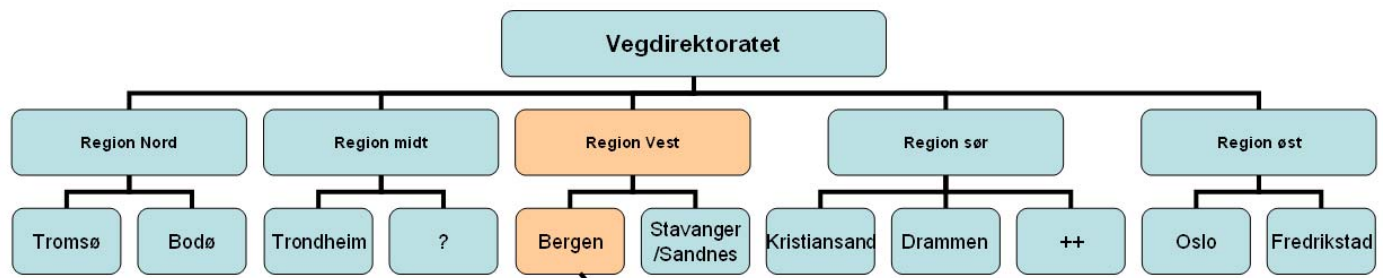 Vegdirektoratet
Region Nord
Region midt
Region Vest
Region sør
Region øst
Tromsø
Bodø
Trondheim
?
Bergen
Stavanger
/Sandnes
Kristiansand
Drammen
++
Oslo
Fredrikstad